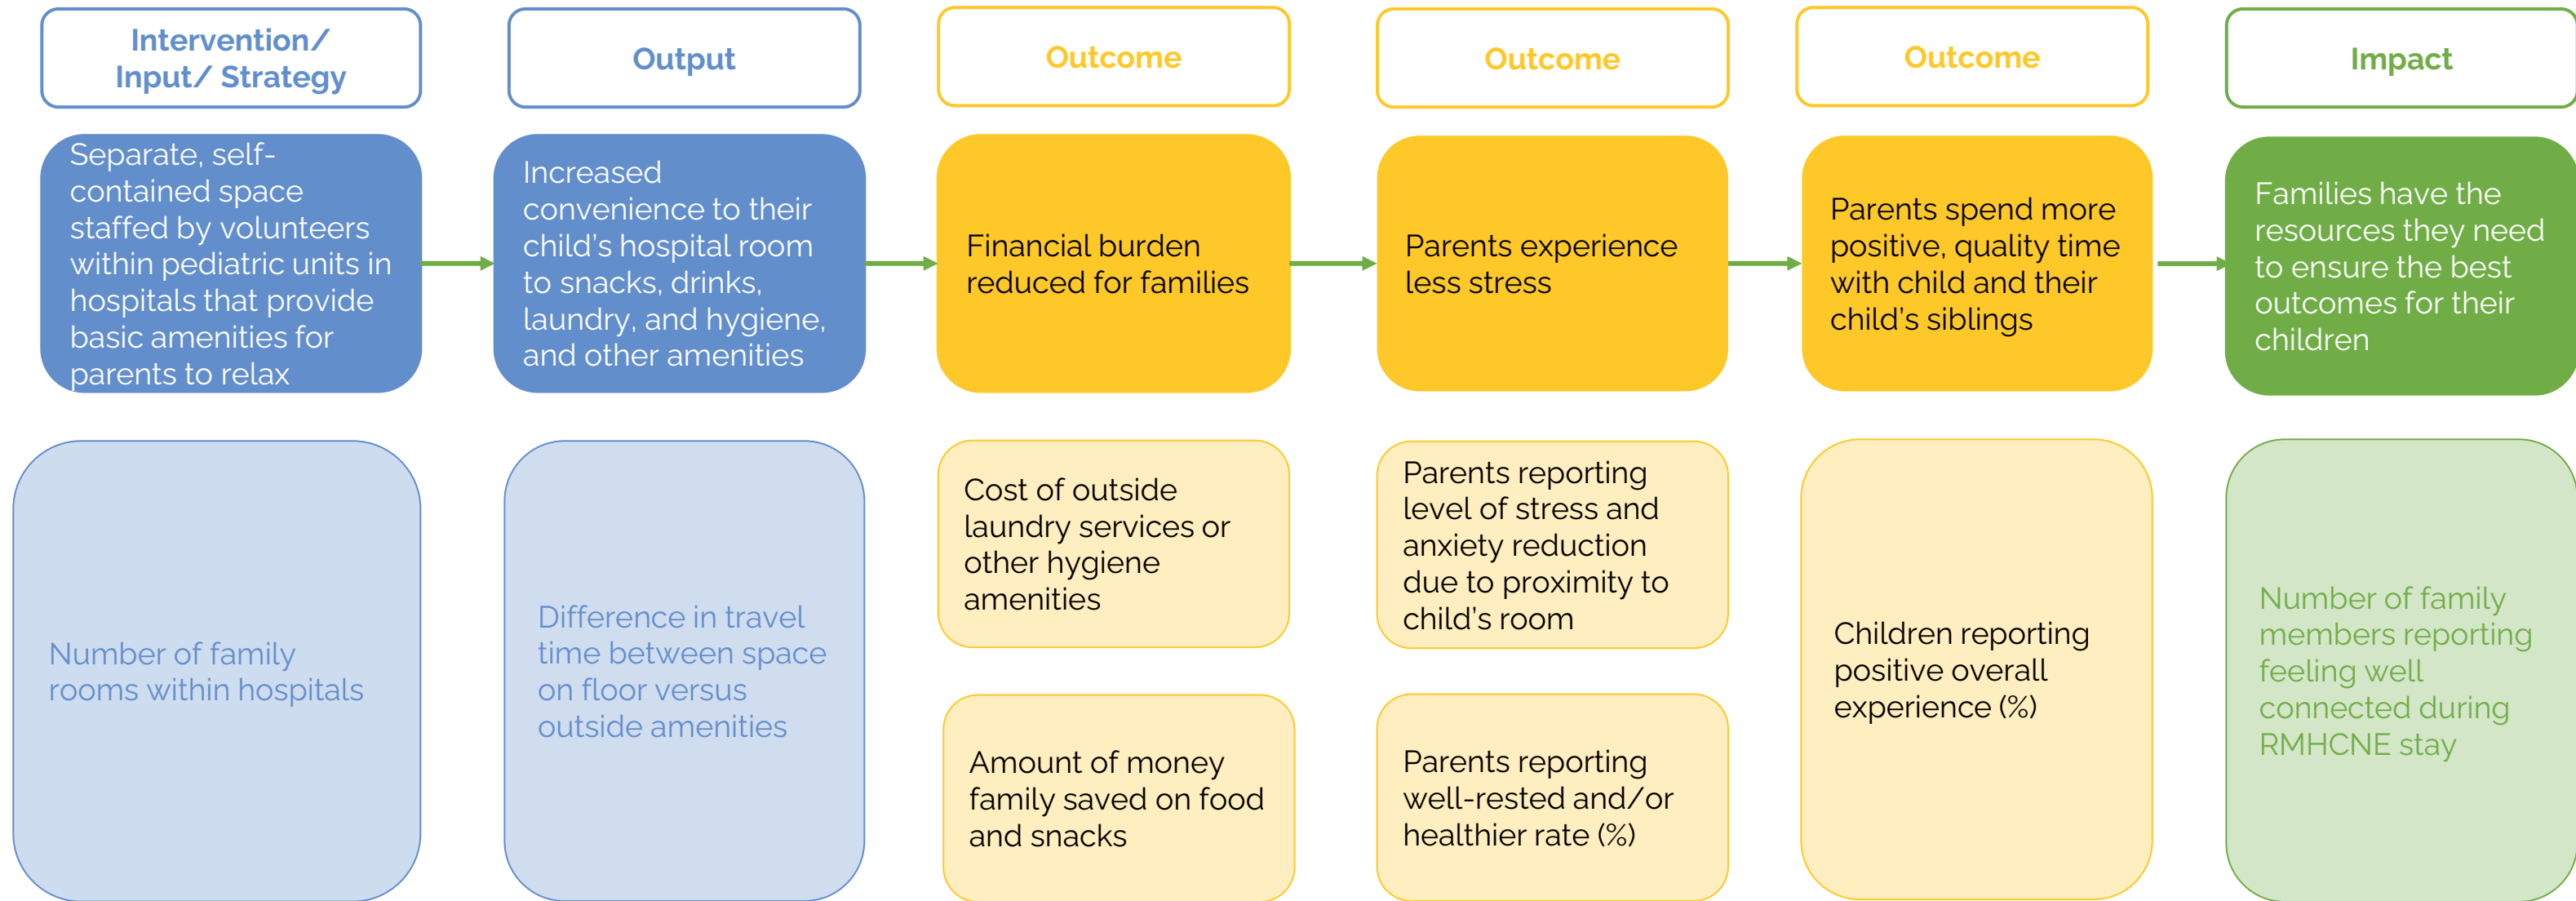 Intervention/
Input/ Strategy
Output
Outcome
Outcome
Outcome
Impact
Separate, self-
contained space
staffed by volunteers
within pediatric units in
hospitals that provide
basic amenities for
parents to relax
Increased
convenience to their
child's hospital room
to snacks, drinks,
laundry, and hygiene,
and other amenities
Financial burden
reduced for families
Parents experience
less stress
Parents spend more
positive, quality time
with child and their
child's siblings
Families have the
resources they need
to ensure the best
outcomes for their
children
Number of family
rooms within hospitals
Difference in travel
time between space
on floor versus
outside amenities
Cost of outside
laundry services or
other hygiene
amenities
Amount of money
family saved on food
and snacks
Parents reporting
level of stress and
anxiety reduction
due to proximity to
child's room
Parents reporting
well-rested and/or
healthier rate (%)
Children reporting
positive overall
experience (%)
Number of family
members reporting
feeling well
connected during
RMHCNE stay